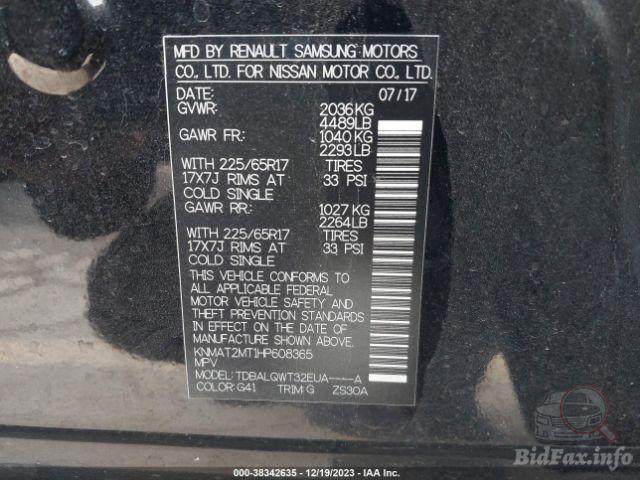 MFD BY RENAULT SAMSUNG MOTORS
CO., LTD. FOR NISSAN MOTOR CO., LTD.
DATE: 07/17
GVWR: 2036KG
4489LB
GAWR FR: 1040KG
2293LB
WITH 225/65R17 TIRES
17X7J RIMS AT 33 PSI
COLD SINGLE
GAWR RR: 1027KG
2264LB
WITH 225/65R17 TIRES
17X7J RIMS AT 33 PSI
COLD SINGLE
THIS VEHICLE CONFORMS TO
ALL APPLICABLE FEDERAL
MOTOR VEHICLE SAFETY AND
THEFT PREVENTION STANDARDS
IN EFFECT ON THE DATE OF
MANUFACTURE SHOWN ABOVE.
KNMAT2MT1HP608365
MPV
MODEL: TDBALQWT32EUA----A
COLOR: G41 TRIM: G ZS30A
BidFax.info
000-38342635 - 12/19/2023 - IAA Inc.